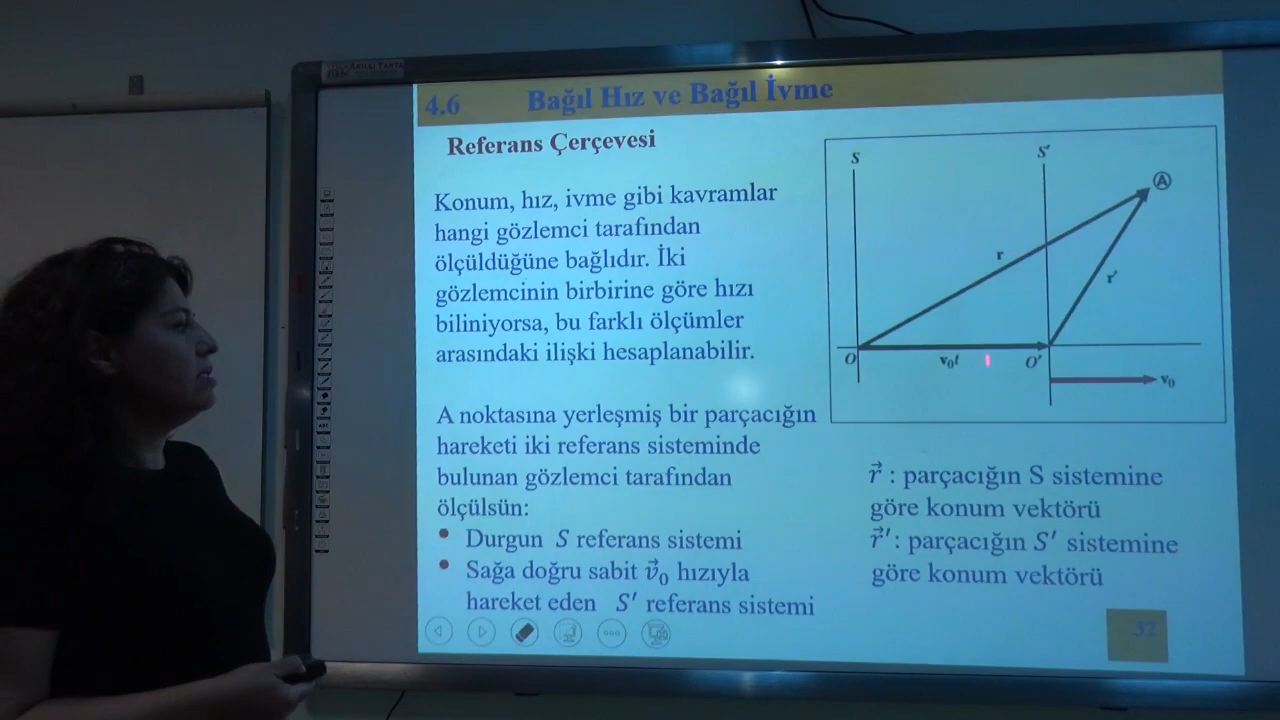 AKILLI TAHTA
4.6 Bağıl Hız ve Bağıl İvme
Referans Çerçevesi
Konum, hız, ivme gibi kavramlar
hangi gözlemci tarafından
ölçüldüğüne bağlıdır. İki
gözlemcinin birbirine göre hızı
biliniyorsa, bu farklı ölçümler
arasındaki ilişki hesaplanabilir.
A noktasına yerleşmiş bir parçacığın
hareketi iki referans sisteminde
bulunan gözlemci tarafından
ölçülsün:
• Durgun S referans sistemi
• Sağa doğru sabit v⃗₀ hızıyla
hareket eden S′ referans sistemi
S
S′
A
r
r′
O
v₀t
O′
v₀
r⃗ : parçacığın S sistemine
göre konum vektörü
r⃗′: parçacığın S′ sistemine
göre konum vektörü
32
ABC